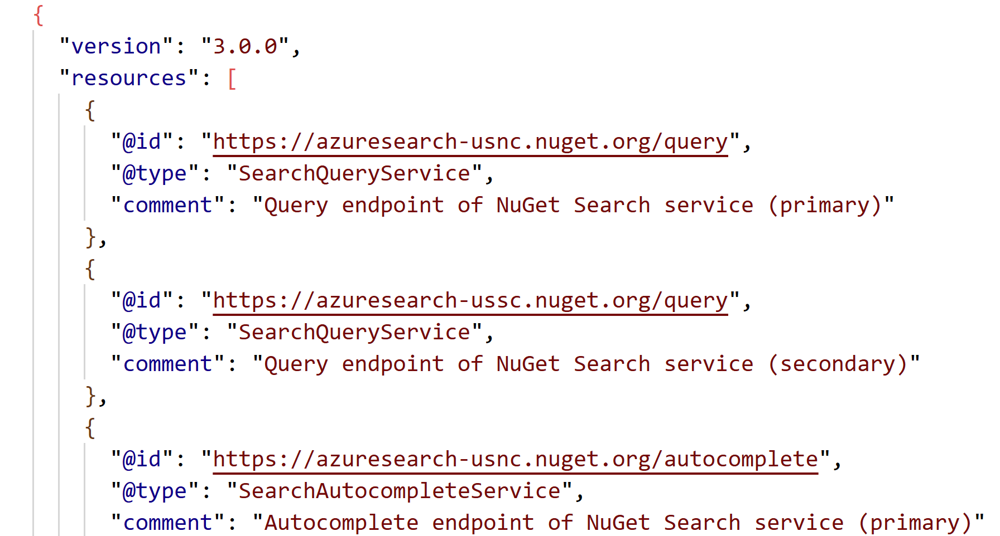 {
"version": "3.0.0",
"resources": [
{
"@id": "https://azuresearch-usnc.nuget.org/query",
"@type": "SearchQueryService",
"comment": "Query endpoint of NuGet Search service (primary)"
},
{
"@id": "https://azuresearch-ussc.nuget.org/query",
"@type": "SearchQueryService",
"comment": "Query endpoint of NuGet Search service (secondary)"
},
{
"@id": "https://azuresearch-usnc.nuget.org/autocomplete",
"@type": "SearchAutocompleteService",
"comment": "Autocomplete endpoint of NuGet Search service (primary)"